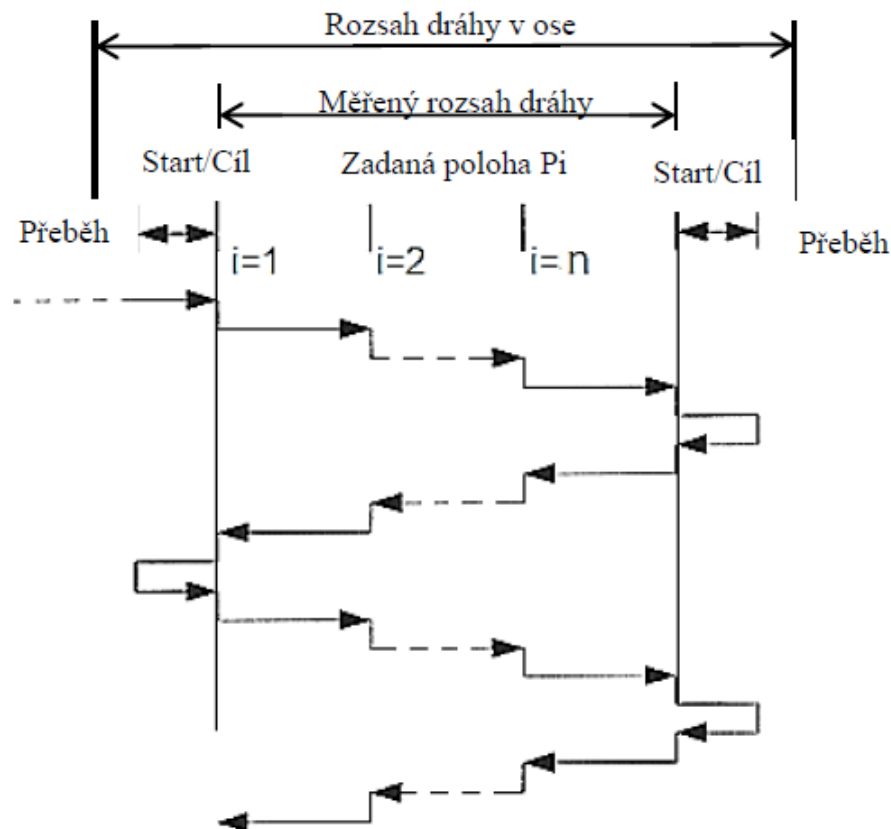 Rozsah dráhy v ose
Měřený rozsah dráhy
Start/Cíl
Zadaná poloha Pi
Start/Cíl
Přeběh
i=1
i=2
i= n
Přeběh